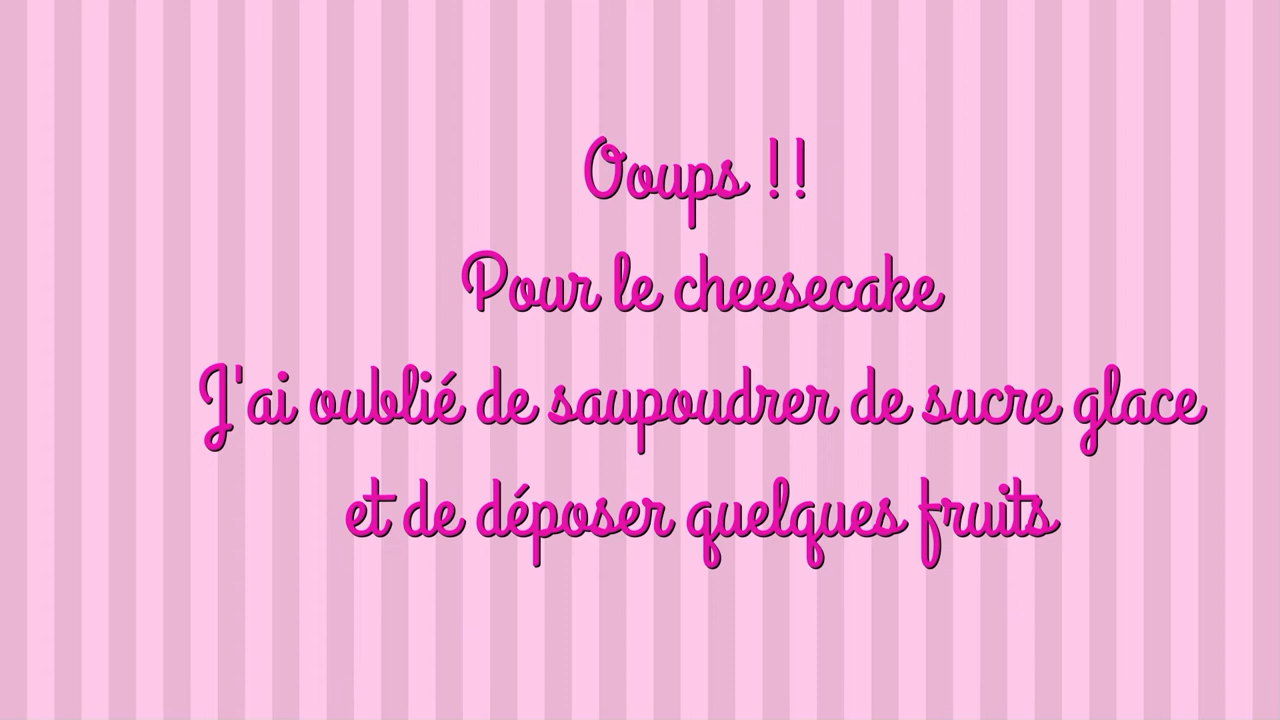 Ooups !!
Pour le cheesecake
J'ai oublié de saupoudrer de sucre glace
et de déposer quelques fruits